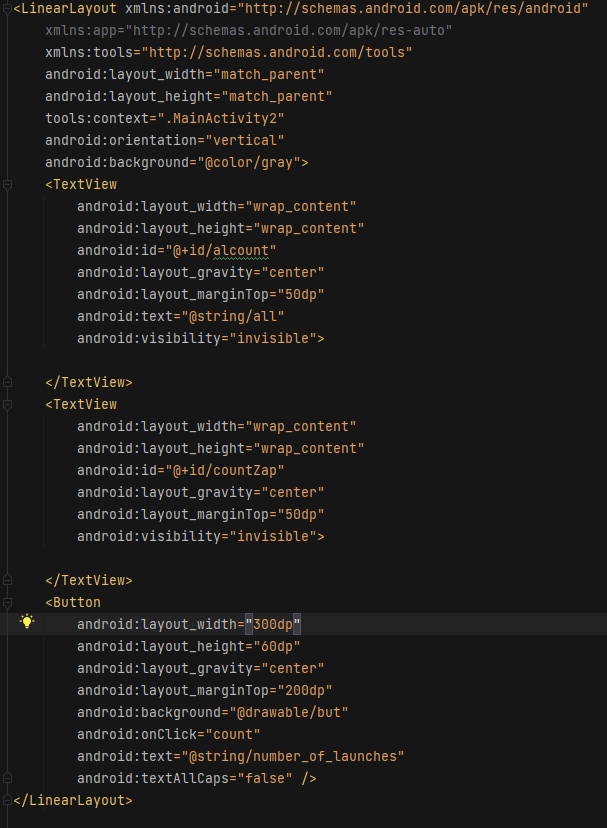 <LinearLayout xmlns:android="http://schemas.android.com/apk/res/android"
    xmlns:app="http://schemas.android.com/apk/res-auto"
    xmlns:tools="http://schemas.android.com/tools"
    android:layout_width="match_parent"
    android:layout_height="match_parent"
    tools:context=".MainActivity2"
    android:orientation="vertical"
    android:background="@color/gray">
    <TextView
        android:layout_width="wrap_content"
        android:layout_height="wrap_content"
        android:id="@+id/alcount"
        android:layout_gravity="center"
        android:layout_marginTop="50dp"
        android:text="@string/all"
        android:visibility="invisible">

    </TextView>
    <TextView
        android:layout_width="wrap_content"
        android:layout_height="wrap_content"
        android:id="@+id/countZap"
        android:layout_gravity="center"
        android:layout_marginTop="50dp"
        android:visibility="invisible">

    </TextView>
    <Button
        android:layout_width="300dp"
        android:layout_height="60dp"
        android:layout_gravity="center"
        android:layout_marginTop="200dp"
        android:background="@drawable/but"
        android:onClick="count"
        android:text="@string/number_of_launches"
        android:textAllCaps="false" />
</LinearLayout>